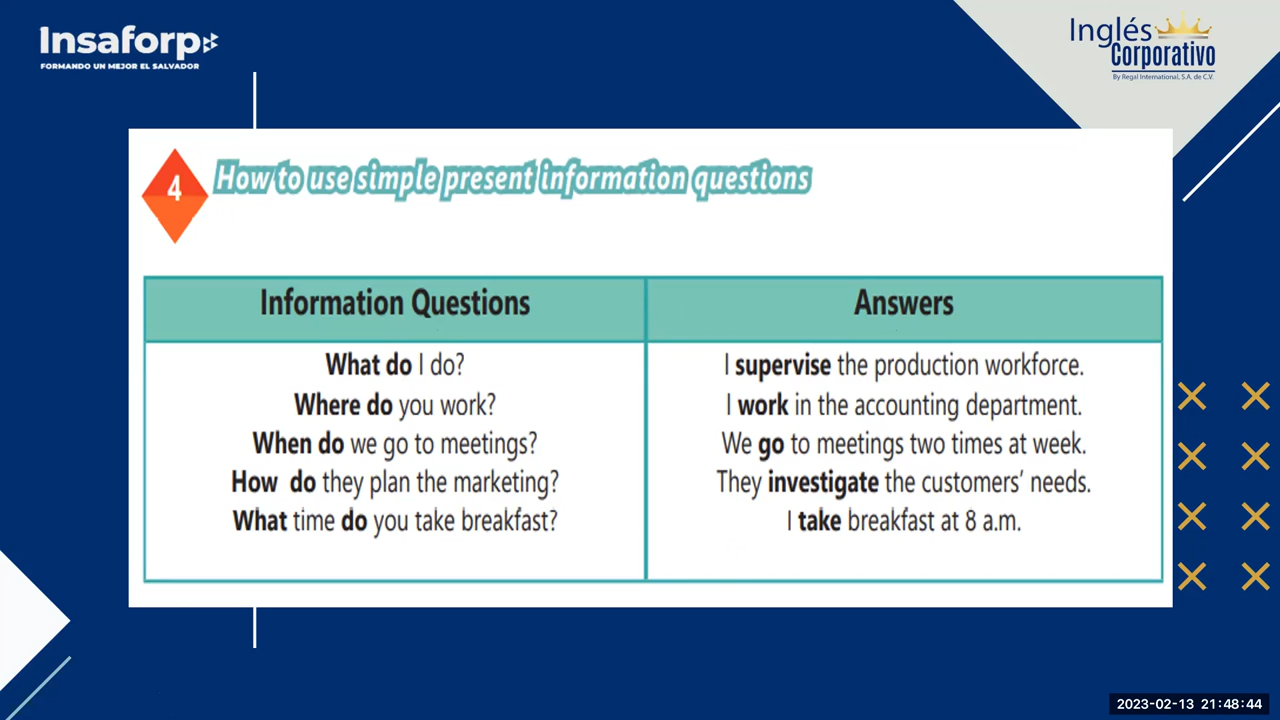 Insaforp
FORMANDO UN MEJOR EL SALVADOR
Inglés
Corporativo
By Regal International, S.A. de C.V.
4
How to use simple present information questions
Information Questions
Answers
What do I do?
I supervise the production workforce.
Where do you work?
I work in the accounting department.
When do we go to meetings?
We go to meetings two times at week.
How do they plan the marketing?
They investigate the customers' needs.
What time do you take breakfast?
I take breakfast at 8 a.m.
2023-02-13 21:48:44